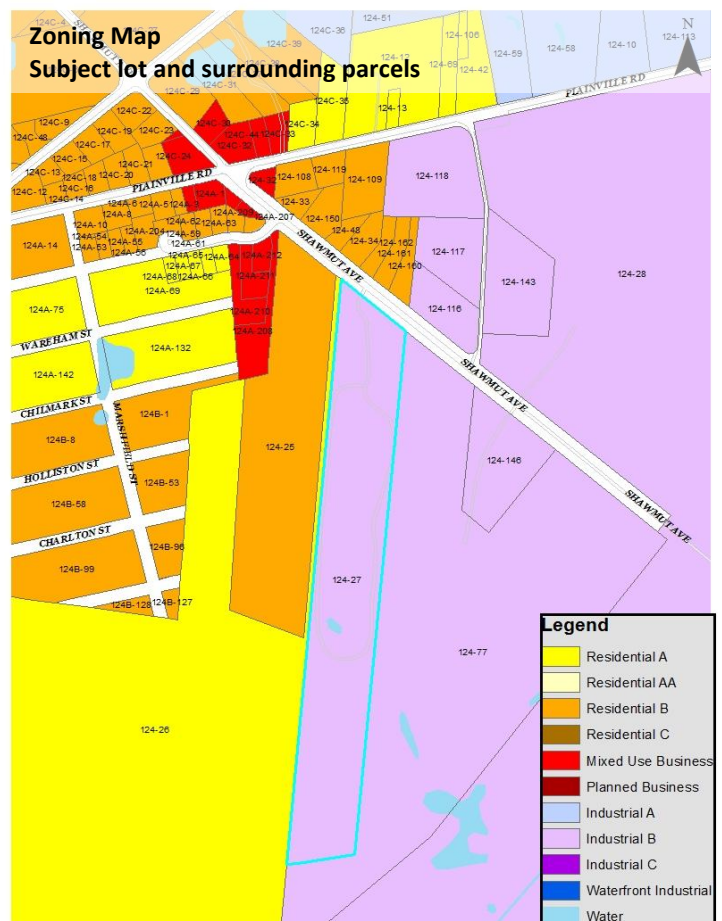 Zoning Map
Subject lot and surrounding parcels
N
124C-4
124-51
124C-36
124-106
124-113
124C-39
124-12
124-59
124-58
124-10
124-69
124-42
124C-31
124C-29
PLAINVILLE RD
124C-35
124-13
124C-22
124C-9
124C-30
124C-34
124C-48
124C-19
124C-23
124C-44
124C-33
124C-17
124C-32
124C-15
124C-24
124C-21
124C-13
124C-18
124C-20
124-119
124C-12
124C-16
124-32
124-108
124-109
124-118
124C-14
PLAINVILLE RD
124A-1
124A-6
124A-51
124A-3
124-33
124A-8
124A-209
124A-207
124-150
124A-10
124A-62
124A-63
124A-204
124A-59
124-48
124A-54
124A-55
124A-61
124-34
124-162
124A-14
124A-53
124A-56
124A-65
124A-64
124A-212
124-161
124-117
124A-67
SHAWMUT AVE
124-160
124-143
124-28
124A-68
124A-66
124A-211
124A-69
124A-75
124A-210
124-116
124A-208
WAREHAM ST
124A-132
SHAWMUT AVE
124A-142
CHILMARK ST
124B-1
MARSHFIELD ST
124B-8
124-25
124-146
HOLLISTON ST
124B-53
124B-58
SHAWMUT AVE
CHARLTON ST
124B-96
124B-99
124-27
124B-128
124B-127
124-77
124-26
Legend
Residential A
Residential AA
Residential B
Residential C
Mixed Use Business
Planned Business
Industrial A
Industrial B
Industrial C
Waterfront Industrial
Water